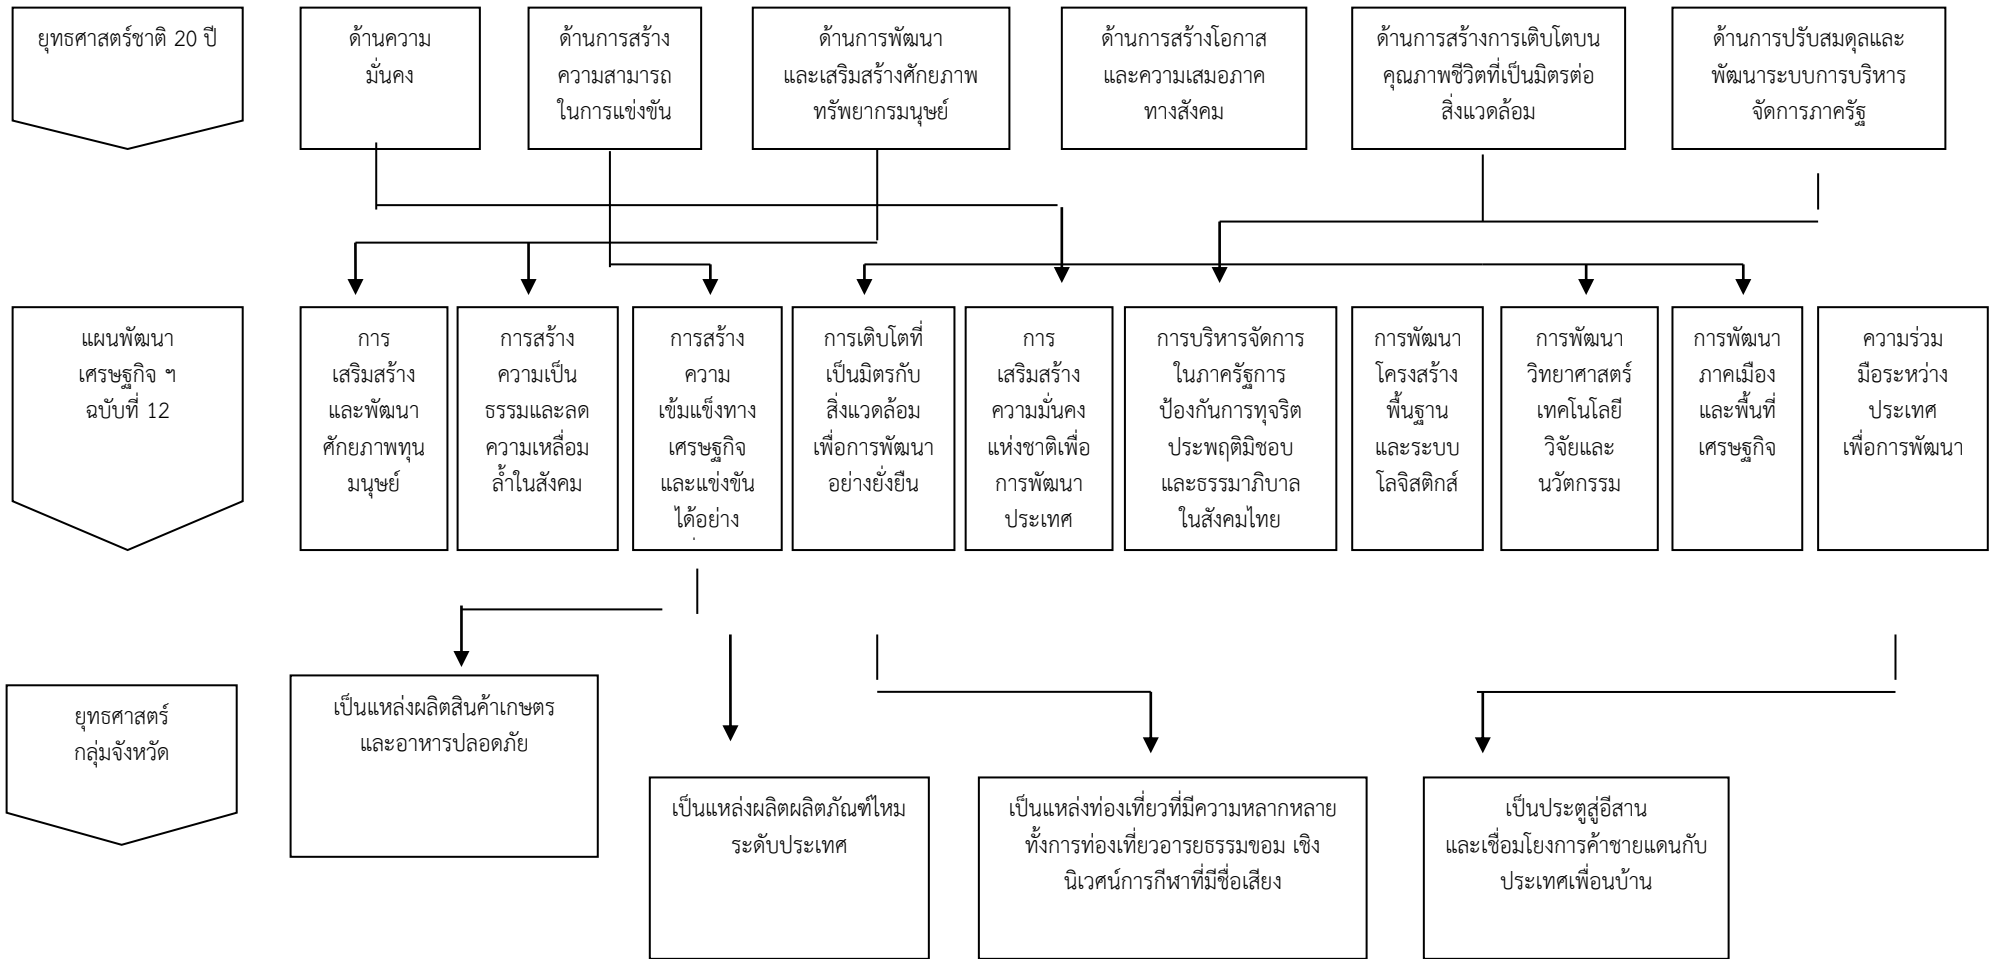 ยุทธศาสตร์ชาติ 20 ปี
ด้านความ
มั่นคง
ด้านการสร้าง
ความสามารถ
ในการแข่งขัน
ด้านการพัฒนา
และเสริมสร้างศักยภาพ
ทรัพยากรมนุษย์
ด้านการสร้างโอกาส
และความเสมอภาค
ทางสังคม
ด้านการสร้างการเติบโตบน
คุณภาพชีวิตที่เป็นมิตรต่อ
สิ่งแวดล้อม
ด้านการปรับสมดุลและ
พัฒนาระบบการบริหาร
จัดการภาครัฐ
แผนพัฒนา
เศรษฐกิจ ฯ
ฉบับที่ 12
การ
เสริมสร้าง
และพัฒนา
ศักยภาพทุน
มนุษย์
การสร้าง
ความเป็น
ธรรมและลด
ความเหลื่อม
ล้ำในสังคม
การสร้าง
ความ
เข้มแข็งทาง
เศรษฐกิจ
และแข่งขัน
ได้อย่าง
การเติบโตที่
เป็นมิตรกับ
สิ่งแวดล้อม
เพื่อการพัฒนา
อย่างยั่งยืน
การ
เสริมสร้าง
ความมั่นคง
แห่งชาติเพื่อ
การพัฒนา
ประเทศ
การบริหารจัดการ
ในภาครัฐการ
ป้องกันการทุจริต
ประพฤติมิชอบ
และธรรมาภิบาล
ในสังคมไทย
การพัฒนา
โครงสร้าง
พื้นฐาน
และระบบ
โลจิสติกส์
การพัฒนา
วิทยาศาสตร์
เทคโนโลยี
วิจัยและ
นวัตกรรม
การพัฒนา
ภาคเมือง
และพื้นที่
เศรษฐกิจ
ความร่วม
มือระหว่าง
ประเทศ
เพื่อการพัฒนา
ยุทธศาสตร์
กลุ่มจังหวัด
เป็นแหล่งผลิตสินค้าเกษตร
และอาหารปลอดภัย
เป็นแหล่งผลิตผลิตภัณฑ์ไหม
ระดับประเทศ
เป็นแหล่งท่องเที่ยวที่มีความหลากหลาย
ทั้งการท่องเที่ยวอารยธรรมขอม เชิง
นิเวศน์การกีฬาที่มีชื่อเสียง
เป็นประตูสู่อีสาน
และเชื่อมโยงการค้าชายแดนกับ
ประเทศเพื่อนบ้าน